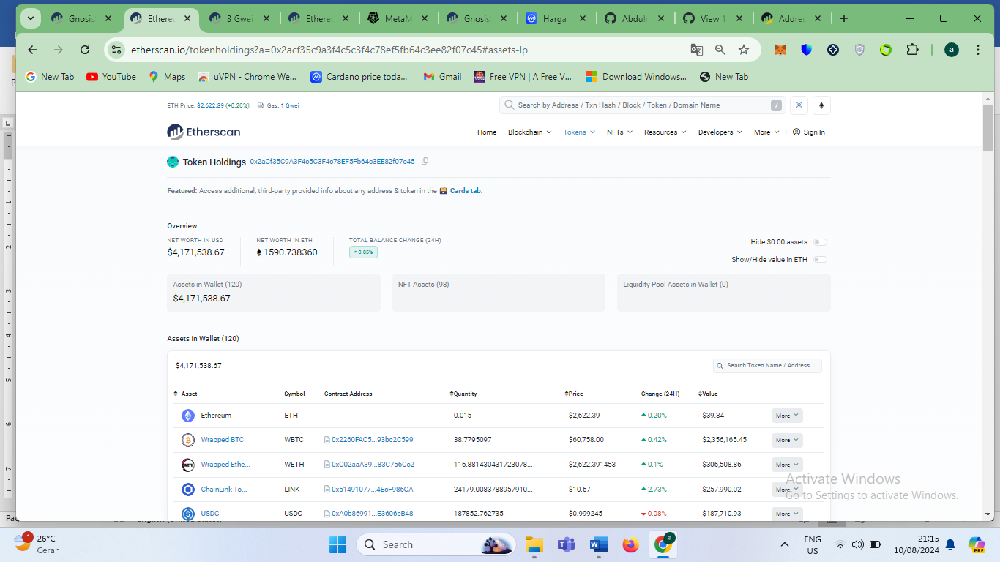 Gnosis
Ethere
3 Gwei
Ethere
MetaM
Gnosis
Harga
Abdulr
View 1
Addres
etherscan.io/tokenholdings?a=0x2acf35c9a3f4c5c3f4c78ef5fb64c3ee82f07c45#assets-lp
a
New Tab
YouTube
Maps
uVPN - Chrome We...
Cardano price toda...
Gmail
Free VPN | A Free V...
Download Windows...
New Tab
ETH Price: $2,622.39 (+0.20%) Gas: 1 Gwei
Search by Address / Txn Hash / Block / Token / Domain Name /
Etherscan
Home Blockchain Tokens NFTs Resources Developers More | Sign In
Token Holdings 0x2aCf35C9A3F4c5C3F4c78EF5Fb64c3EE82f07c45
Featured: Access additional, third-party provided info about any address & token in the Cards tab.
Overview
NET WORTH IN USD
$4,171,538.67
NET WORTH IN ETH
1590.738360
TOTAL BALANCE CHANGE (24H)
0.85%
Hide $0.00 assets
Show/Hide value in ETH
Assets in Wallet (120)
$4,171,538.67
NFT Assets (98)
-
Liquidity Pool Assets in Wallet (0)
-
Assets in Wallet (120)
$4,171,538.67
Search Token Name / Address
Asset Symbol Contract Address Quantity Price Change (24H) Value
Ethereum ETH - 0.015 $2,622.39 0.20% $39.34 More
Wrapped BTC WBTC 0x2260FAC5...93bc2C599 38.7795097 $60,758.00 0.42% $2,356,165.45 More
Wrapped Ethe... WETH 0xC02aaA39...83C756Cc2 116.881430431723078... $2,622.391453 0.1% $306,508.86 More
ChainLink To... LINK 0x51491077...4EcF986CA 24179.0083788957910... $10.67 2.73% $257,990.02 More
USDC USDC 0xA0b86991...E3606eB48 187852.762735 $0.999245 0.08% $187,710.93 More
Activate Windows
Go to Settings to activate Windows.
1
26°C
Cerah
Search
ENG
US
21:15
10/08/2024
PRE